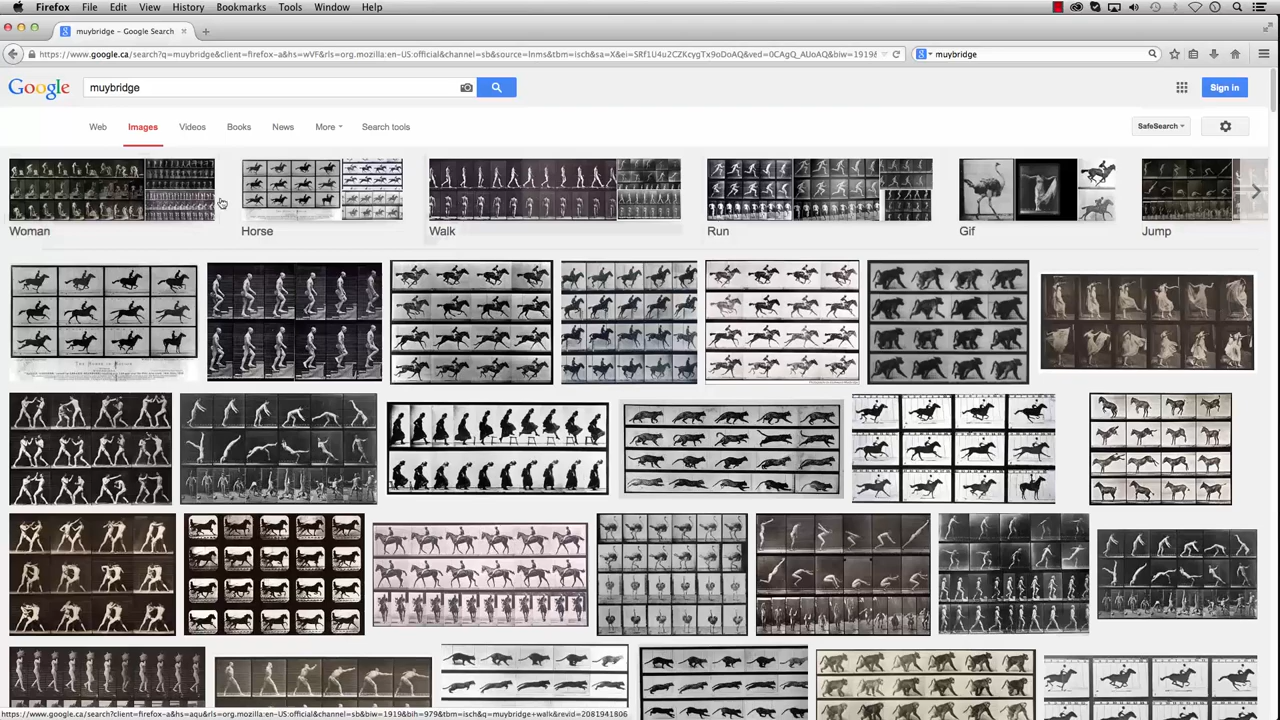 Firefox File Edit View History Bookmarks Tools Window Help
muybridge – Google Search
www.google.ca/search?q=muybridge&client=firefox-a&hs=wVF&rls=org.mozilla:en-US:official&channel=sb&source=lnms&tbm=isch&sa=X&ei=SRf1U4u2CZKcygTx9oDoAQ&ved=0CAgQ_AUoAQ&biw=1919&
muybridge
Google
muybridge
Sign in
Web Images Videos Books News More Search tools
SafeSearch
Woman Horse Walk Run Gif Jump
https://www.google.ca/search?client=firefox-a&hs=aqu&rls=org.mozilla:en-US:official&channel=sb&biw=1919&bih=979&tbm=isch&q=muybridge+walk&revid=2081941806